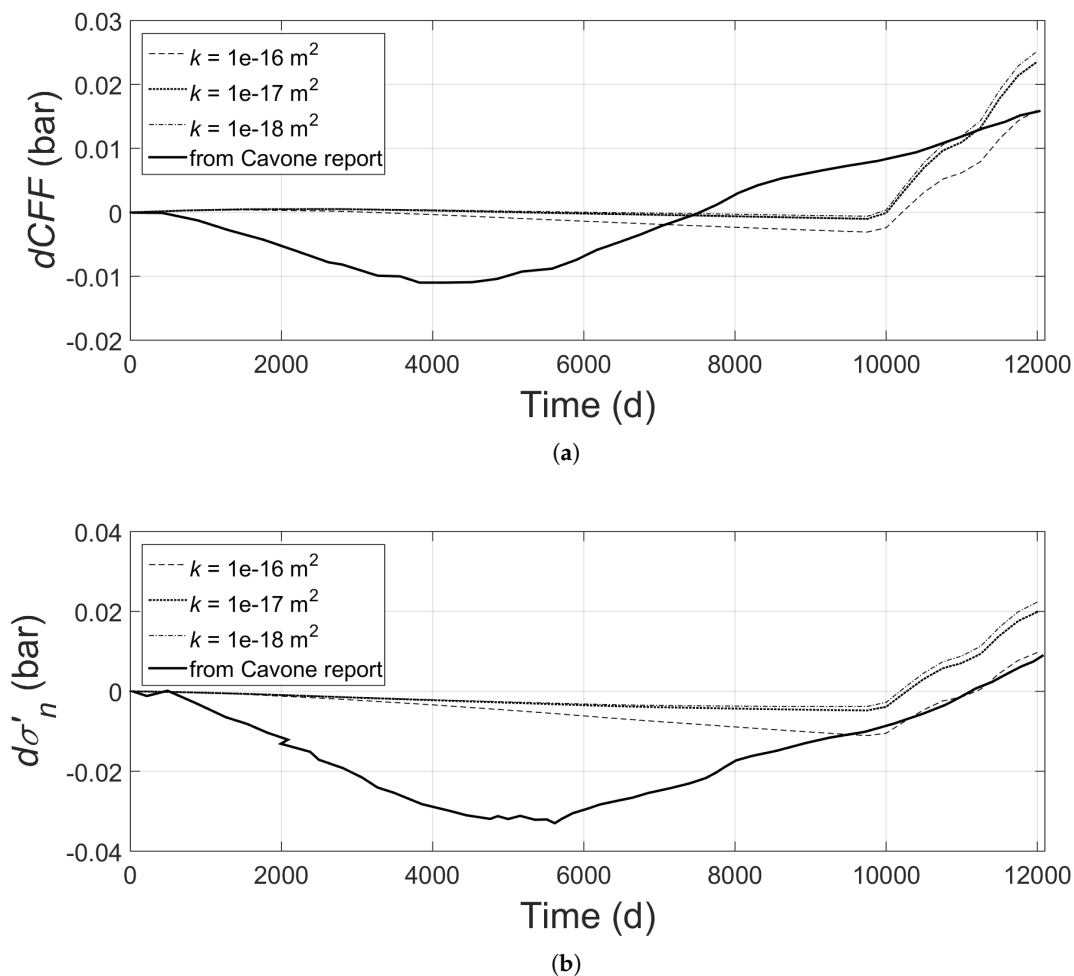 0.03
0.02
0.01
0
-0.01
-0.02
dCFF (bar)
k = 1e-16 m²
k = 1e-17 m²
k = 1e-18 m²
from Cavone report
0 2000 4000 6000 8000 10000 12000
Time (d)
(a)
0.04
0.02
0
-0.02
-0.04
dσ'n (bar)
k = 1e-16 m²
k = 1e-17 m²
k = 1e-18 m²
from Cavone report
0 2000 4000 6000 8000 10000 12000
Time (d)
(b)